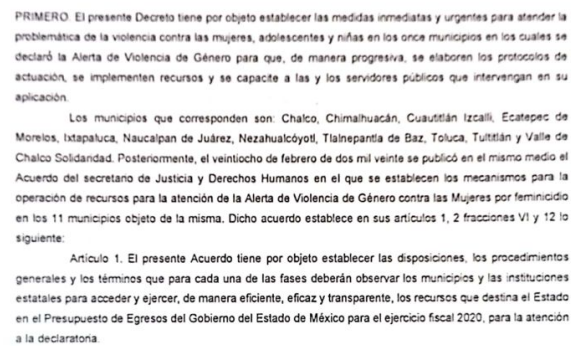 PRIMERO. El presente Decreto tiene por objeto establecer las medidas inmediatas y urgentes para atender la
problemática de la violencia contra las mujeres, adolescentes y niñas en los once municipios en los cuales se
declaró la Alerta de Violencia de Género para que, de manera progresiva, se elaboren los protocolos de
actuación, se implementen recursos y se capacite a las y los servidores públicos que intervengan en su
aplicación.
Los municipios que corresponden son: Chalco, Chimalhuacán, Cuautitlán Izcalli, Ecatepec de
Morelos, Ixtapaluca, Naucalpan de Juárez, Nezahualcóyotl, Tlalnepantla de Baz, Toluca, Tultitlán y Valle de
Chalco Solidaridad. Posteriormente, el veintiocho de febrero de dos mil veinte se publicó en el mismo medio el
Acuerdo del secretario de Justicia y Derechos Humanos en el que se establecen los mecanismos para la
operación de recursos para la atención de la Alerta de Violencia de Género contra las Mujeres por feminicidio
en los 11 municipios objeto de la misma. Dicho acuerdo establece en sus artículos 1, 2 fracciones VI y 12 lo
siguiente:
Artículo 1. El presente Acuerdo tiene por objeto establecer las disposiciones, los procedimientos
generales y los términos que para cada una de las fases deberán observar los municipios y las instituciones
estatales para acceder y ejercer, de manera eficiente, eficaz y transparente, los recursos que destina el Estado
en el Presupuesto de Egresos del Gobierno del Estado de México para el ejercicio fiscal 2020, para la atención
a la declaratoria.